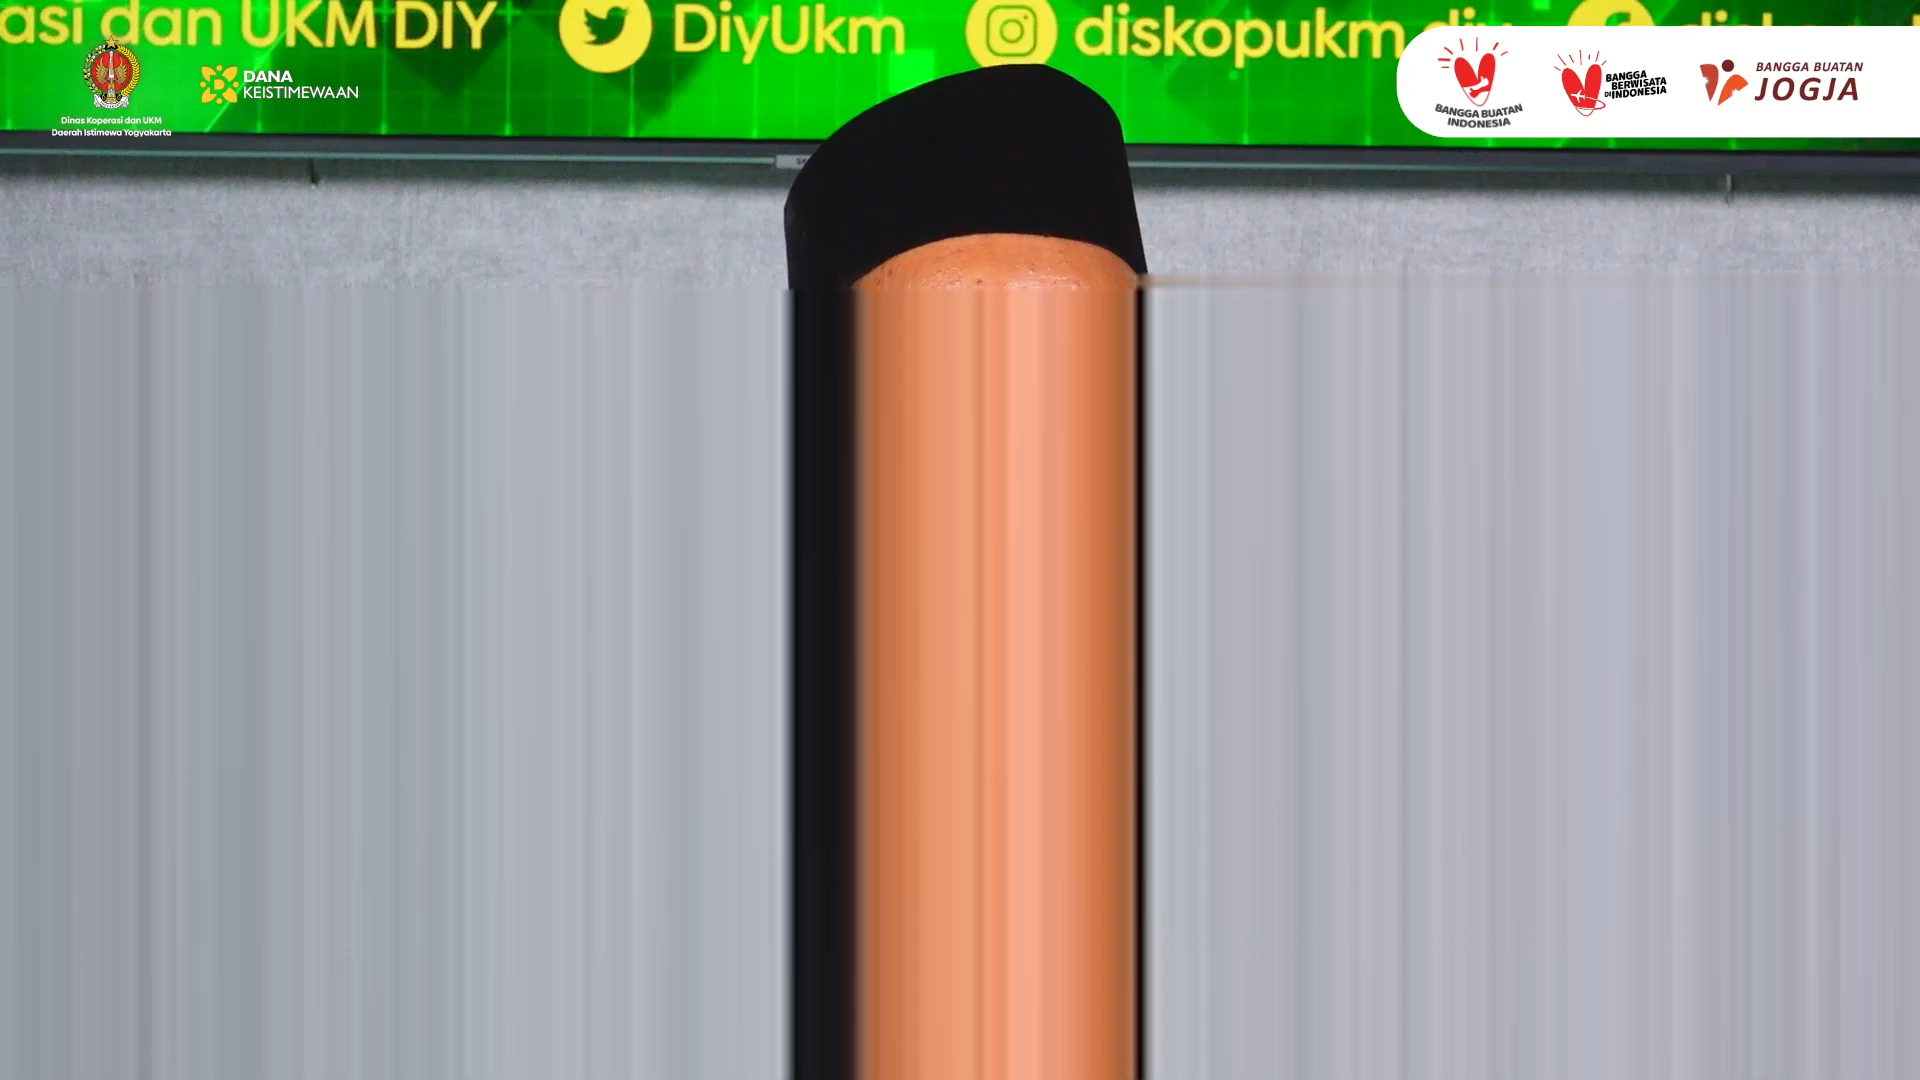 asi dan UKM DIY
DiyUkm
diskopukm diy
Dinas Koperasi dan UKM
Daerah Istimewa Yogyakarta
DANA
KEISTIMEWAAN
BANGGA BUATAN
INDONESIA
BANGGA
BERWISATA
DI INDONESIA
BANGGA BUATAN
JOGJA